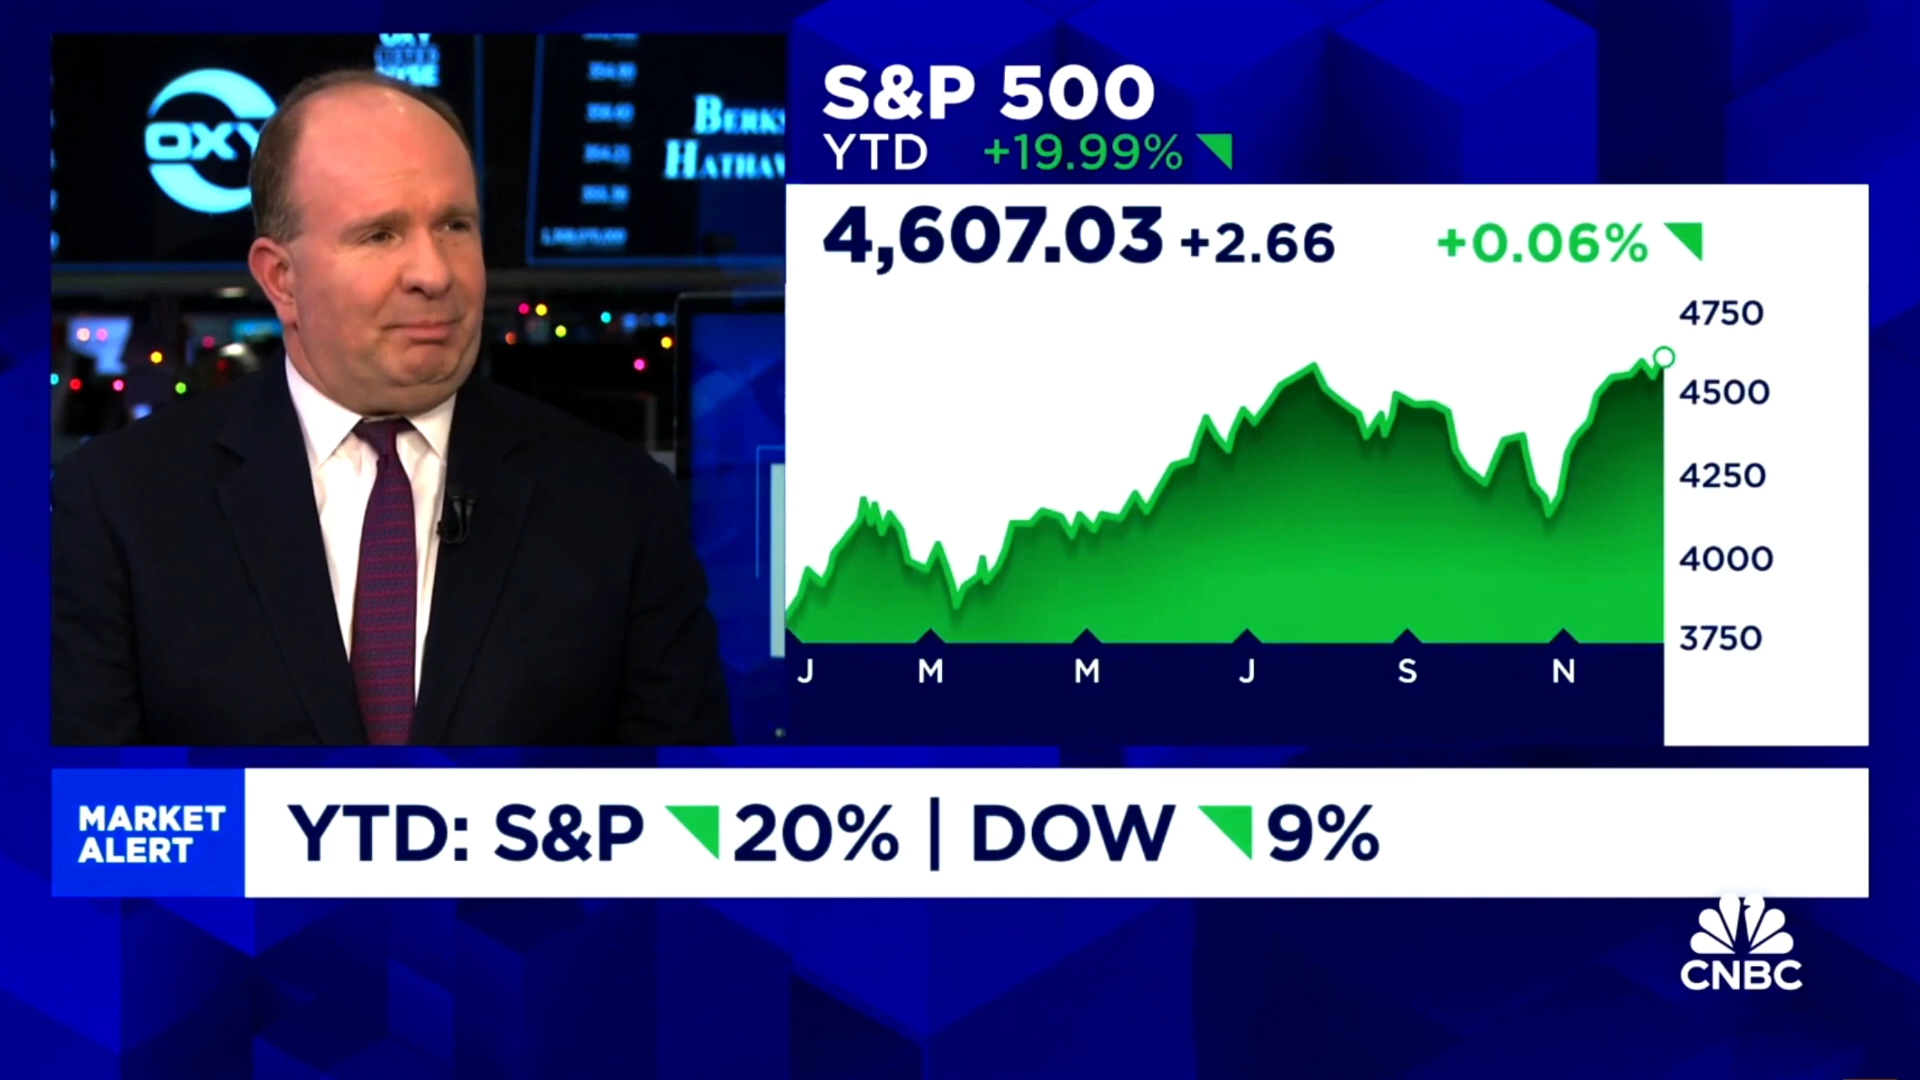 OXY
BERKS
HATHAW
S&P 500
YTD +19.99%
4,607.03 +2.66 +0.06%
4750
4500
4250
4000
3750
J M M J S N
MARKET
ALERT
YTD: S&P 20% | DOW 9%
CNBC